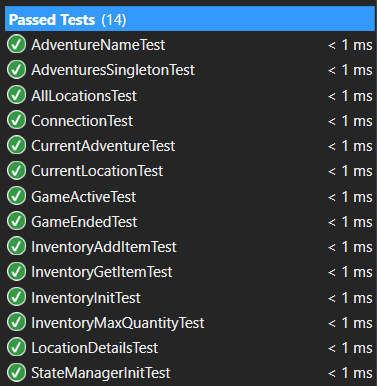 Passed Tests (14)
AdventureNameTest < 1 ms
AdventuresSingletonTest < 1 ms
AllLocationsTest < 1 ms
ConnectionTest < 1 ms
CurrentAdventureTest < 1 ms
CurrentLocationTest < 1 ms
GameActiveTest < 1 ms
GameEndedTest < 1 ms
InventoryAddItemTest < 1 ms
InventoryGetItemTest < 1 ms
InventoryInitTest < 1 ms
InventoryMaxQuantityTest < 1 ms
LocationDetailsTest < 1 ms
StateManagerInitTest < 1 ms